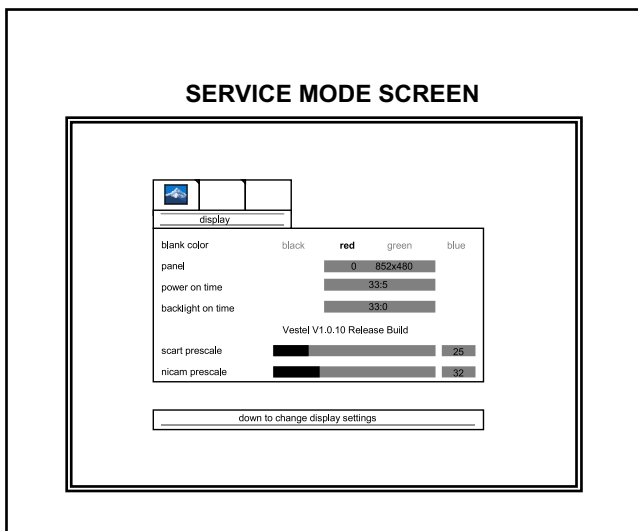 SERVICE MODE SCREEN
display
blank color black red green blue
panel 0 852x480
power on time 33:5
backlight on time 33:0
Vestel V1.0.10 Release Build
scart prescale 25
nicam prescale 32
down to change display settings